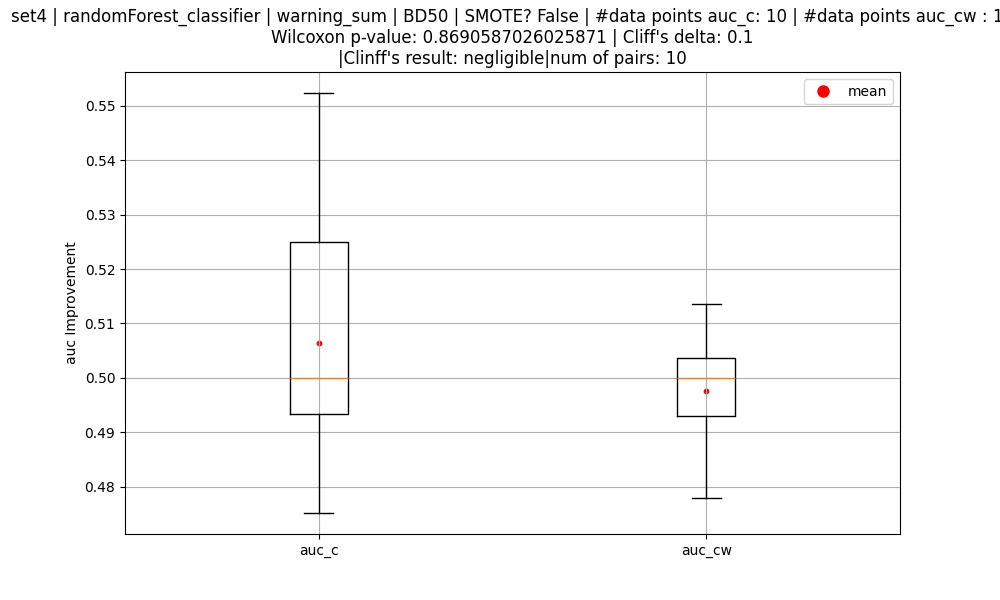 set4 | randomForest_classifier | warning_sum | BD50 | SMOTE? False | #data points auc_c: 10 | #data points auc_cw : 1
Wilcoxon p-value: 0.8690587026025871 | Cliff's delta: 0.1
|Clinff's result: negligible|num of pairs: 10
mean
0.55
0.54
0.53
0.52
0.51
0.50
0.49
0.48
auc Improvement
auc_c
auc_cw